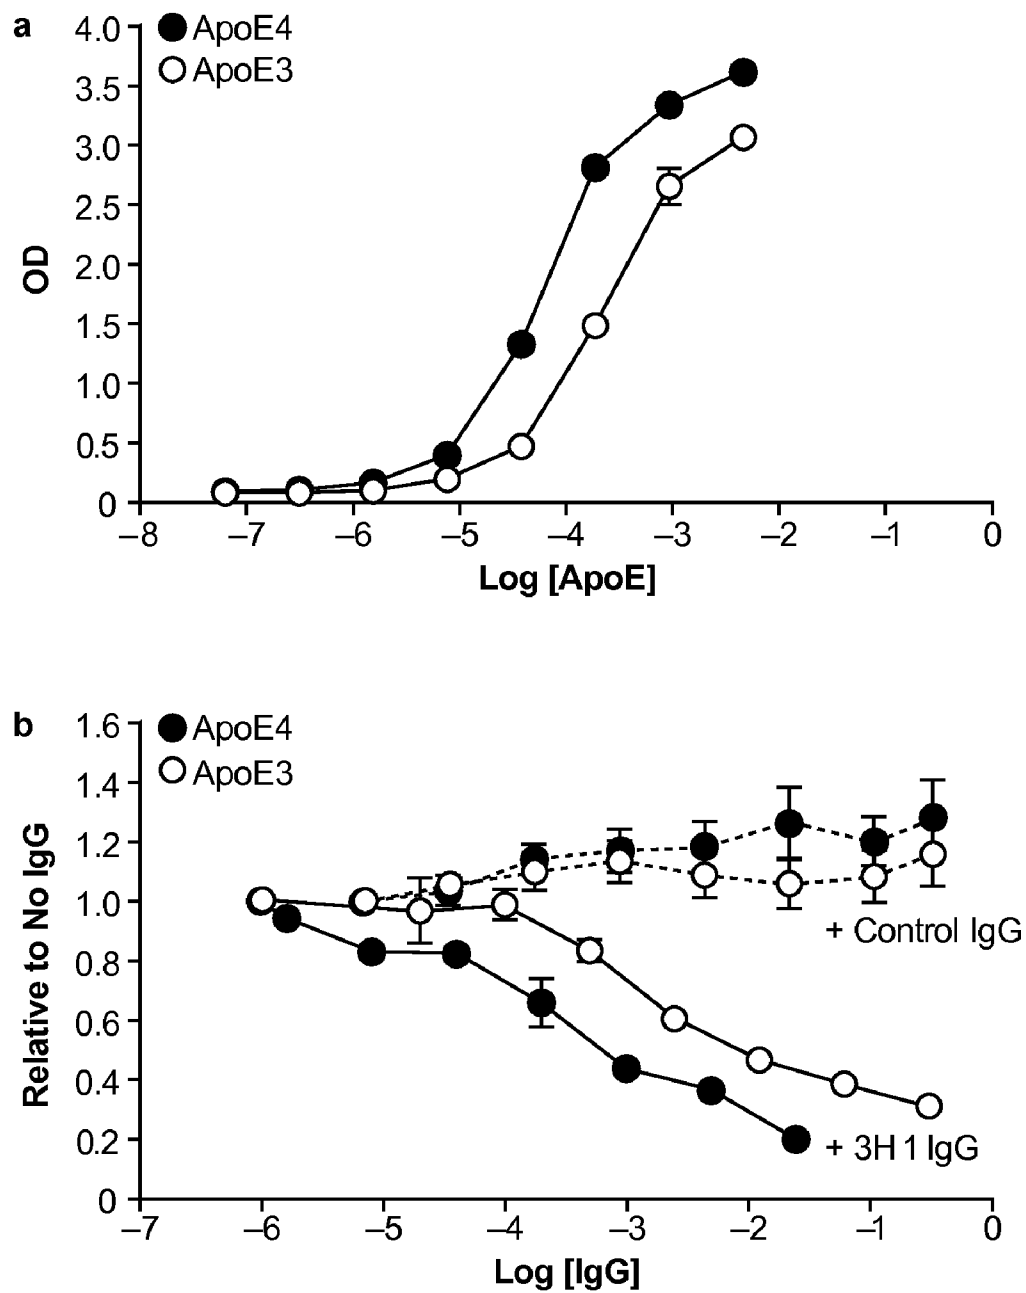 a
ApoE4
ApoE3
4.0
3.5
3.0
2.5
2.0
1.5
1.0
0.5
0
OD
–8 –7 –6 –5 –4 –3 –2 –1 0
Log [ApoE]
b
ApoE4
ApoE3
1.6
1.4
1.2
1.0
0.8
0.6
0.4
0.2
0
Relative to No IgG
+ Control IgG
+ 3H1 IgG
–7 –6 –5 –4 –3 –2 –1 0
Log [IgG]